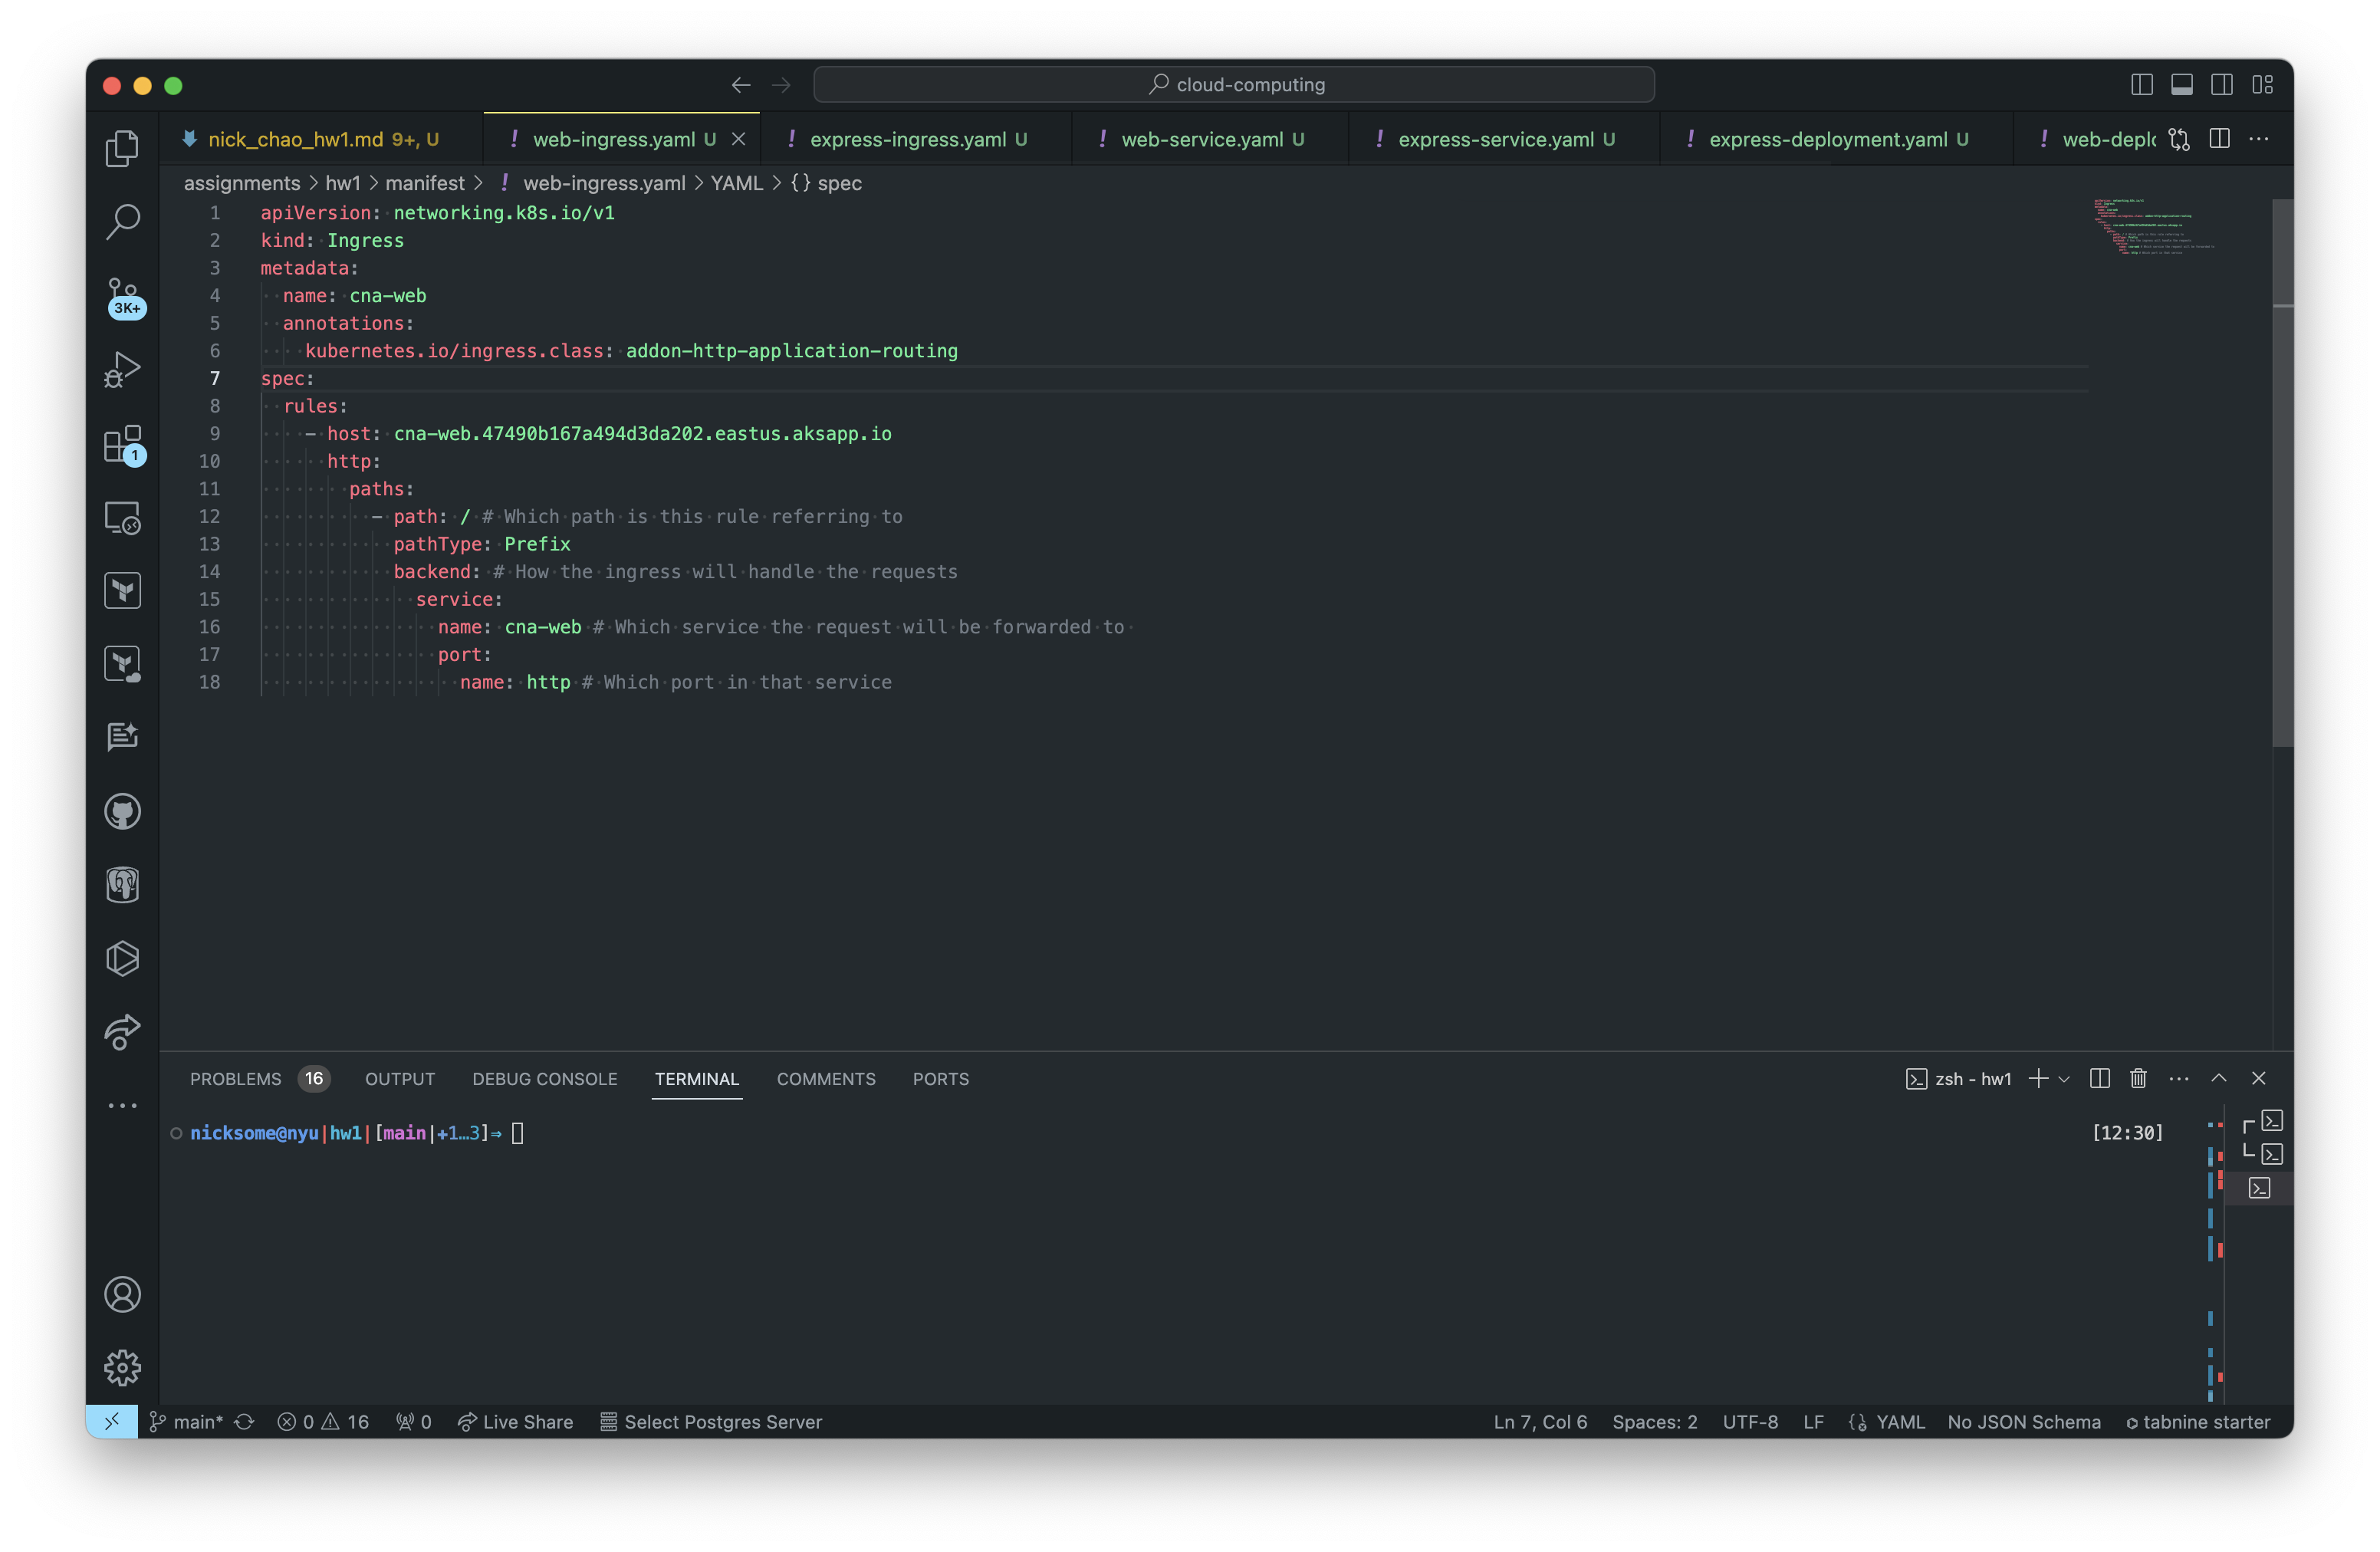 cloud-computing
nick_chao_hw1.md 9+, U
! web-ingress.yaml U
! express-ingress.yaml U
! web-service.yaml U
! express-service.yaml U
! express-deployment.yaml U
! web-deplo
assignments > hw1 > manifest > ! web-ingress.yaml > YAML > {} spec
1 apiVersion: networking.k8s.io/v1
2 kind: Ingress
3 metadata:
4 name: cna-web
5 annotations:
6 kubernetes.io/ingress.class: addon-http-application-routing
7 spec:
8 rules:
9 - host: cna-web.47490b167a494d3da202.eastus.aksapp.io
10 http:
11 paths:
12 - path: / # Which path is this rule referring to
13 pathType: Prefix
14 backend: # How the ingress will handle the requests
15 service:
16 name: cna-web # Which service the request will be forwarded to
17 port:
18 name: http # Which port in that service
3K+
1
PROBLEMS 16 OUTPUT DEBUG CONSOLE TERMINAL COMMENTS PORTS
zsh - hw1
nicksome@nyu|hw1|[main|+1…3]⇒
[12:30]
main* 0 16 0 Live Share Select Postgres Server
Ln 7, Col 6 Spaces: 2 UTF-8 LF YAML No JSON Schema tabnine starter